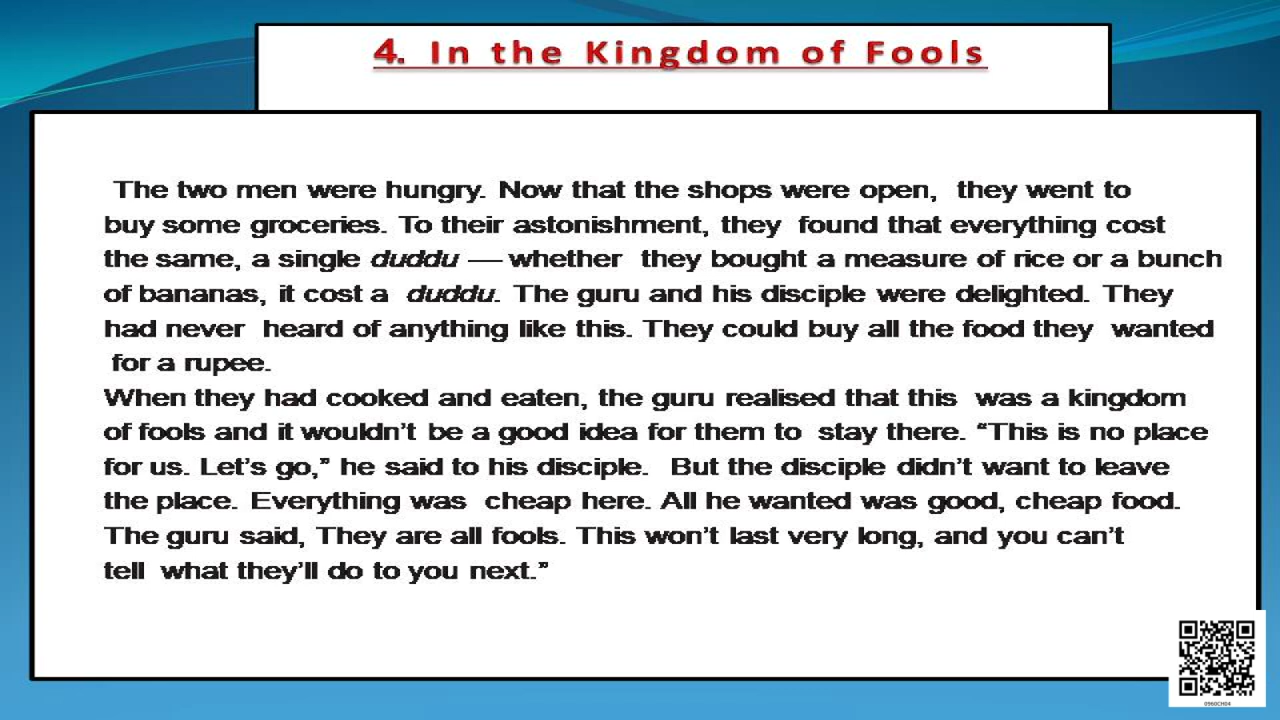 4. In the Kingdom of Fools
The two men were hungry. Now that the shops were open, they went to
buy some groceries. To their astonishment, they found that everything cost
the same, a single duddu — whether they bought a measure of rice or a bunch
of bananas, it cost a duddu. The guru and his disciple were delighted. They
had never heard of anything like this. They could buy all the food they wanted
for a rupee.
When they had cooked and eaten, the guru realised that this was a kingdom
of fools and it wouldn’t be a good idea for them to stay there. “This is no place
for us. Let’s go,” he said to his disciple. But the disciple didn’t want to leave
the place. Everything was cheap here. All he wanted was good, cheap food.
The guru said, They are all fools. This won’t last very long, and you can’t
tell what they’ll do to you next.”
0960CH04